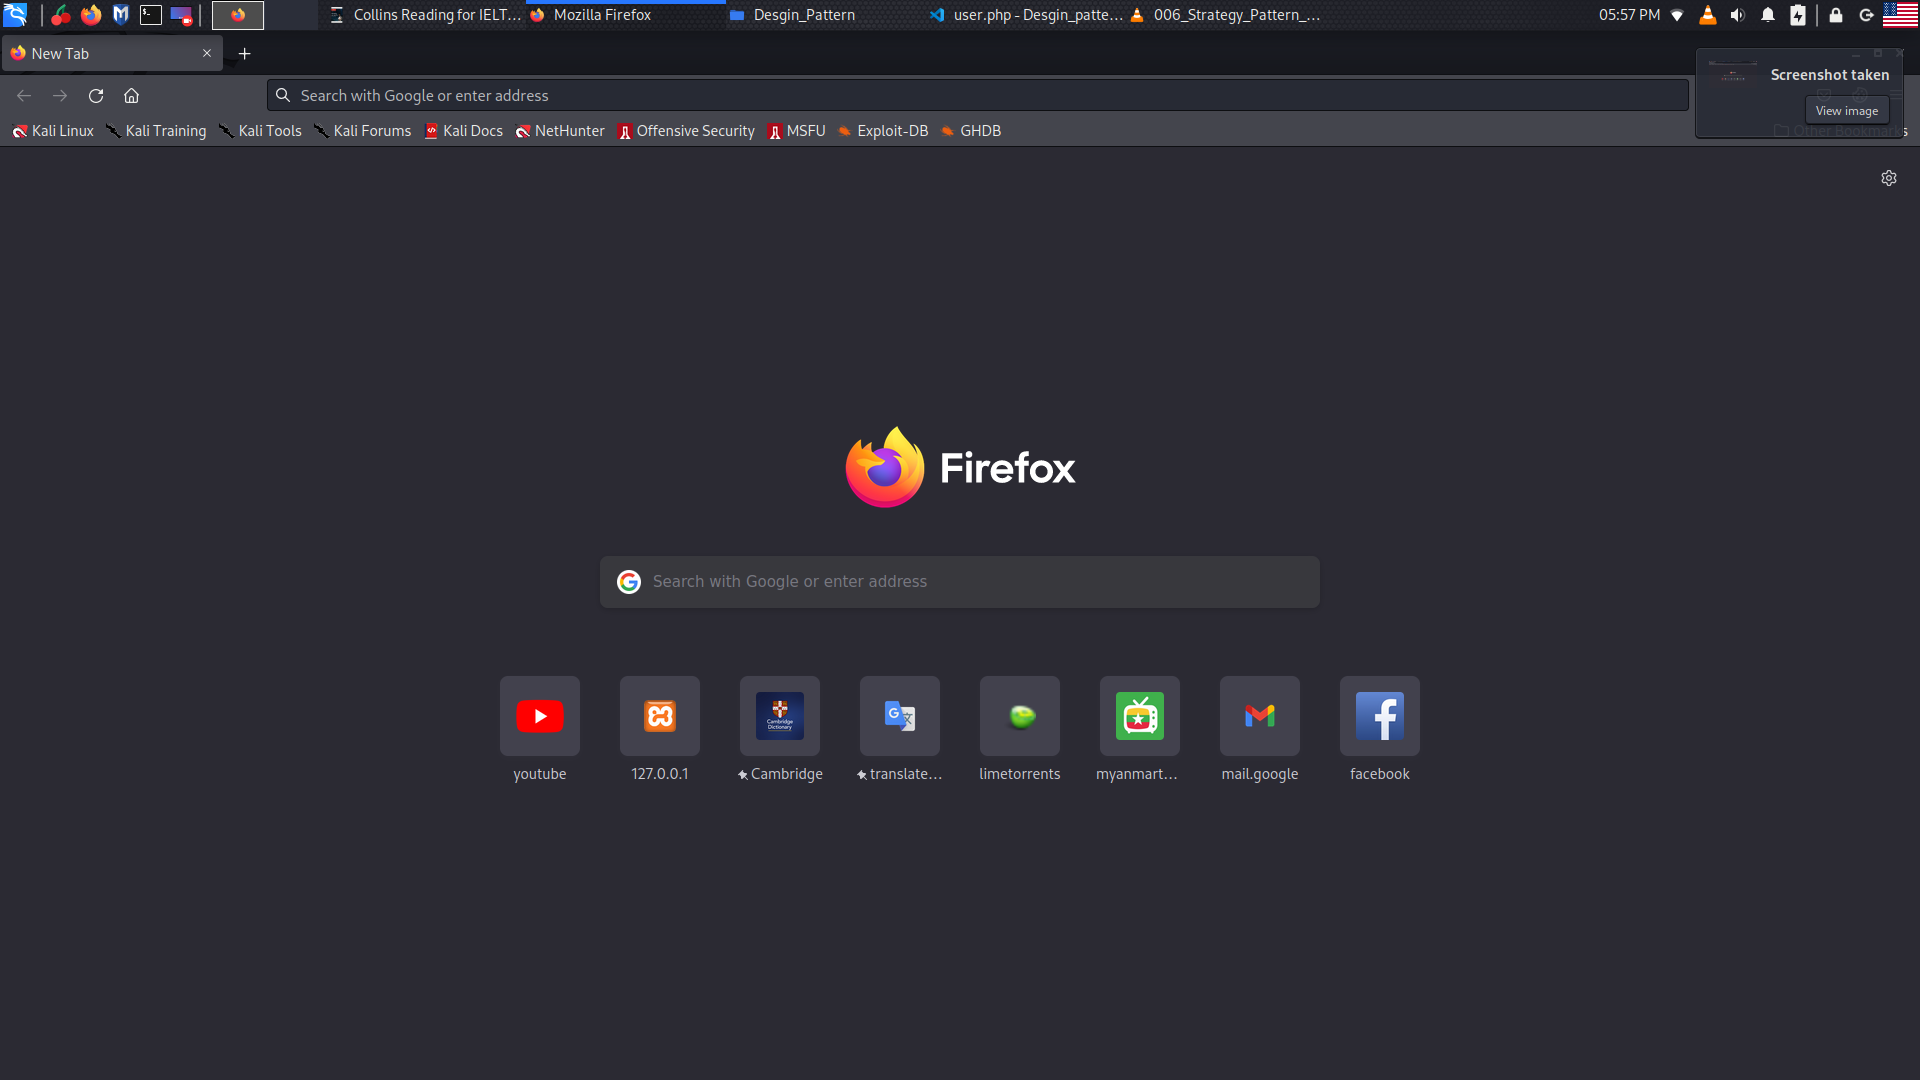 Collins Reading for IELT...
Mozilla Firefox
Desgin_Pattern
user.php - Desgin_patte...
006_Strategy_Pattern_...
05:57 PM
New Tab
Screenshot taken
Search with Google or enter address
View image
Kali Linux
Kali Training
Kali Tools
Kali Forums
Kali Docs
NetHunter
Offensive Security
MSFU
Exploit-DB
GHDB
Other Bookmarks
Firefox
Search with Google or enter address
Cambridge
Dictionary
youtube
127.0.0.1
Cambridge
translate...
limetorrents
myanmart...
mail.google
facebook